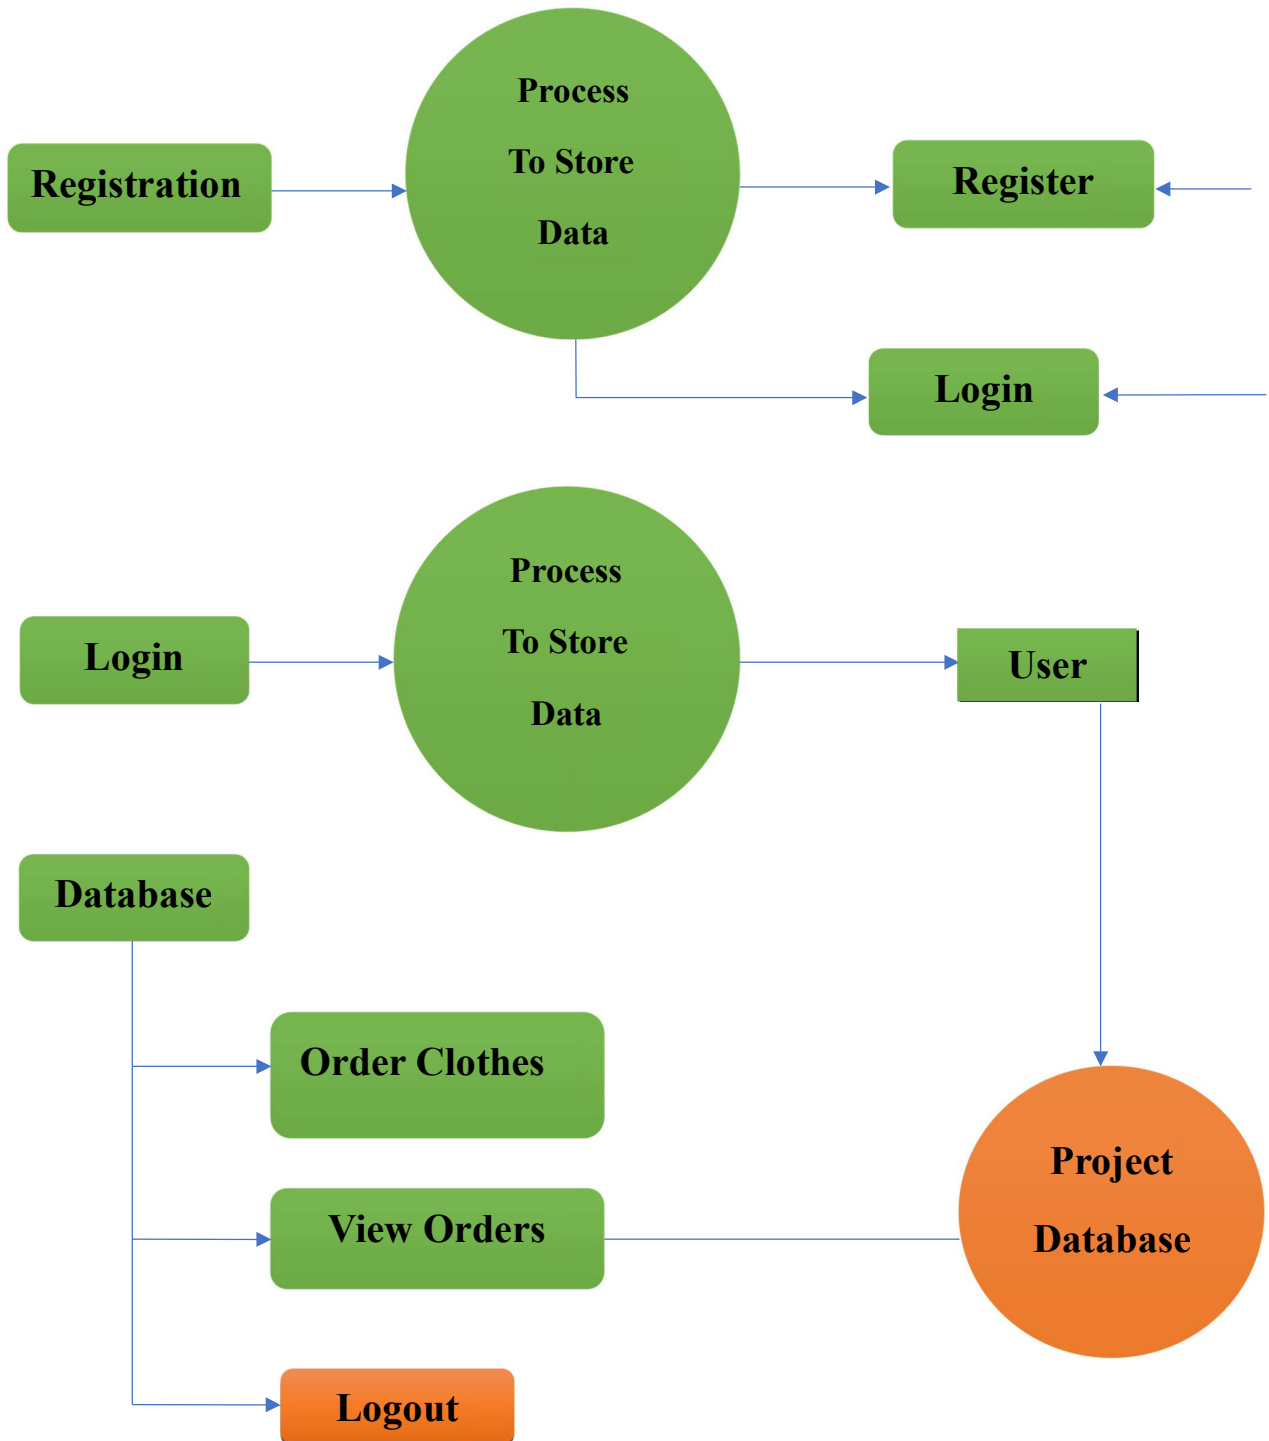 Process
To Store
Data
Registration
Register
Login
Process
To Store
Data
Login
User
Database
Order Clothes
View Orders
Project
Database
Logout